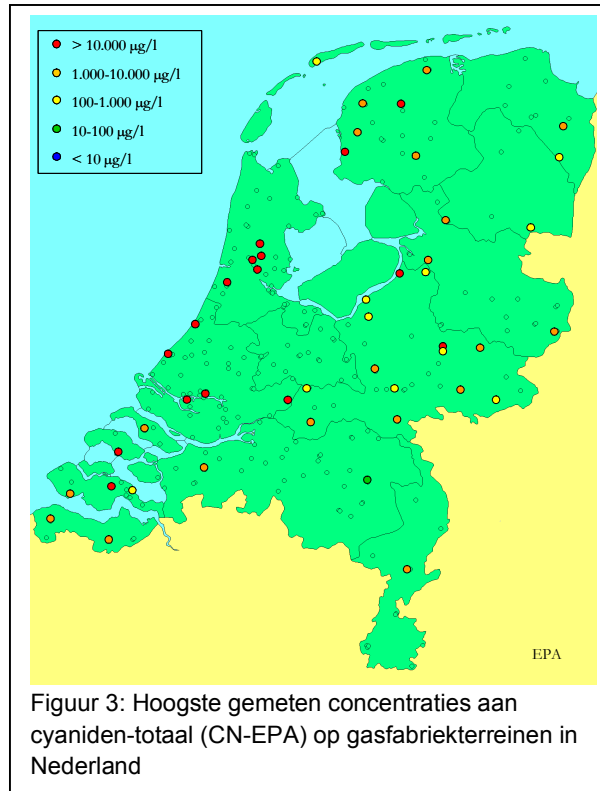 > 10.000 µg/l
1.000-10.000 µg/l
100-1.000 µg/l
10-100 µg/l
< 10 µg/l
EPA
Figuur 3: Hoogste gemeten concentraties aan
cyaniden-totaal (CN-EPA) op gasfabriekterreinen in
Nederland